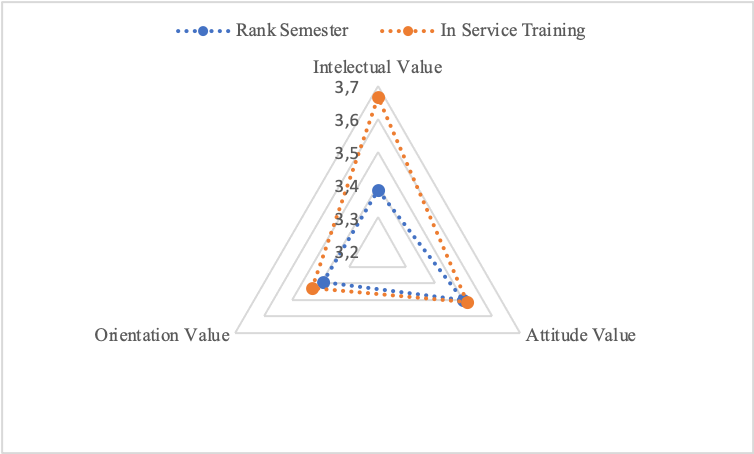 Rank Semester
In Service Training
Intelectual Value
3,7
3,6
3,5
3,4
3,3
3,2
Orientation Value
Attitude Value